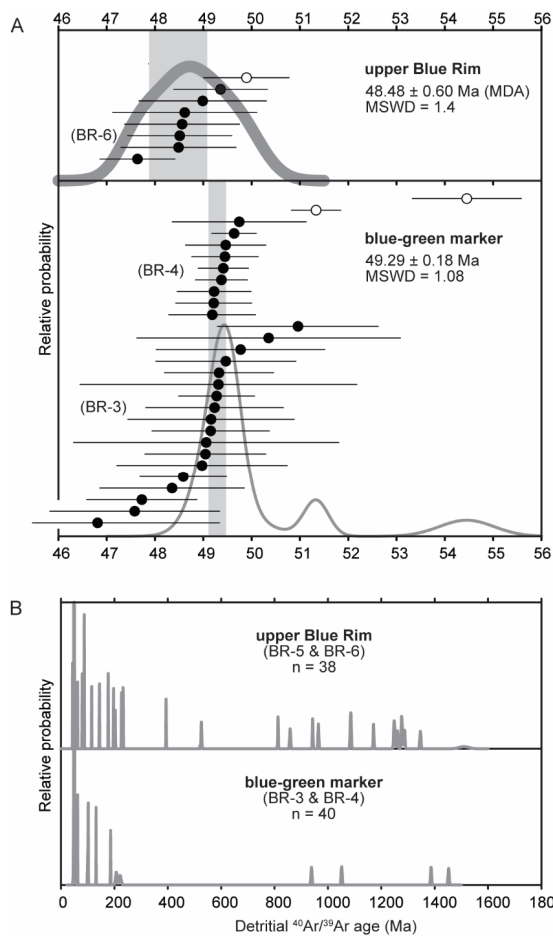 A
46 47 48 49 50 51 52 53 54 55 56
upper Blue Rim
48.48 ± 0.60 Ma (MDA)
MSWD = 1.4
(BR-6)
Relative probability
blue-green marker
49.29 ± 0.18 Ma
MSWD = 1.08
(BR-4)
(BR-3)
46 47 48 49 50 51 52 53 54 55 56
B
Relative probability
upper Blue Rim
(BR-5 & BR-6)
n = 38
blue-green marker
(BR-3 & BR-4)
n = 40
0 200 400 600 800 1000 1200 1400 1600 1800
Detritial ⁴⁰Ar/³⁹Ar age (Ma)